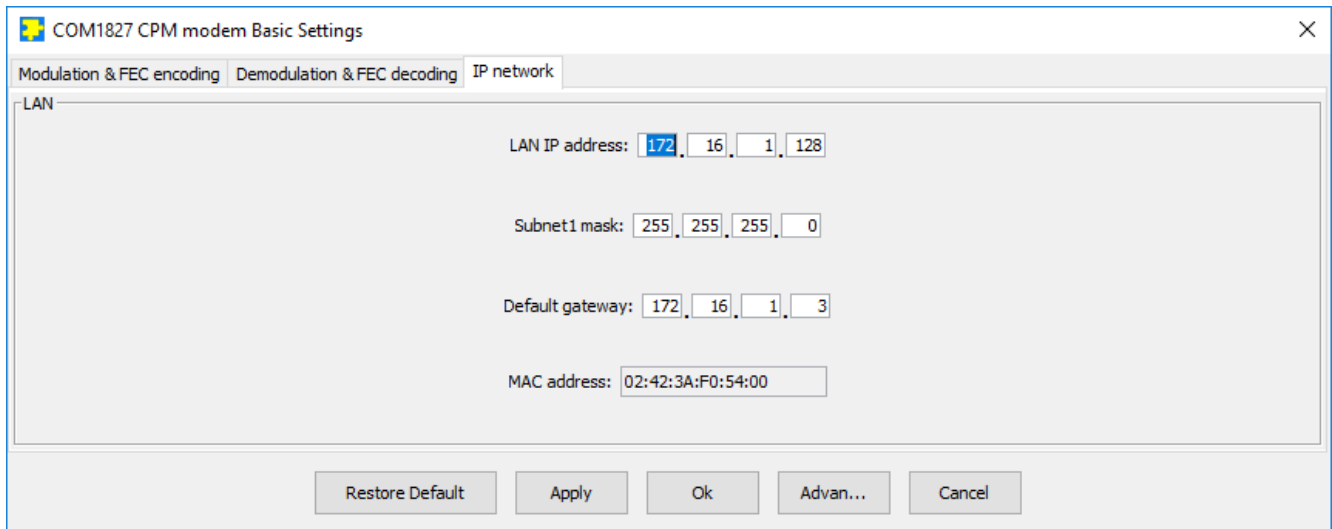 COM1827 CPM modem Basic Settings
Modulation & FEC encoding Demodulation & FEC decoding IP network
LAN
LAN IP address: 172. 16. 1. 128
Subnet1 mask: 255. 255. 255. 0
Default gateway: 172. 16. 1. 3
MAC address: 02:42:3A:F0:54:00
Restore Default Apply Ok Advan... Cancel